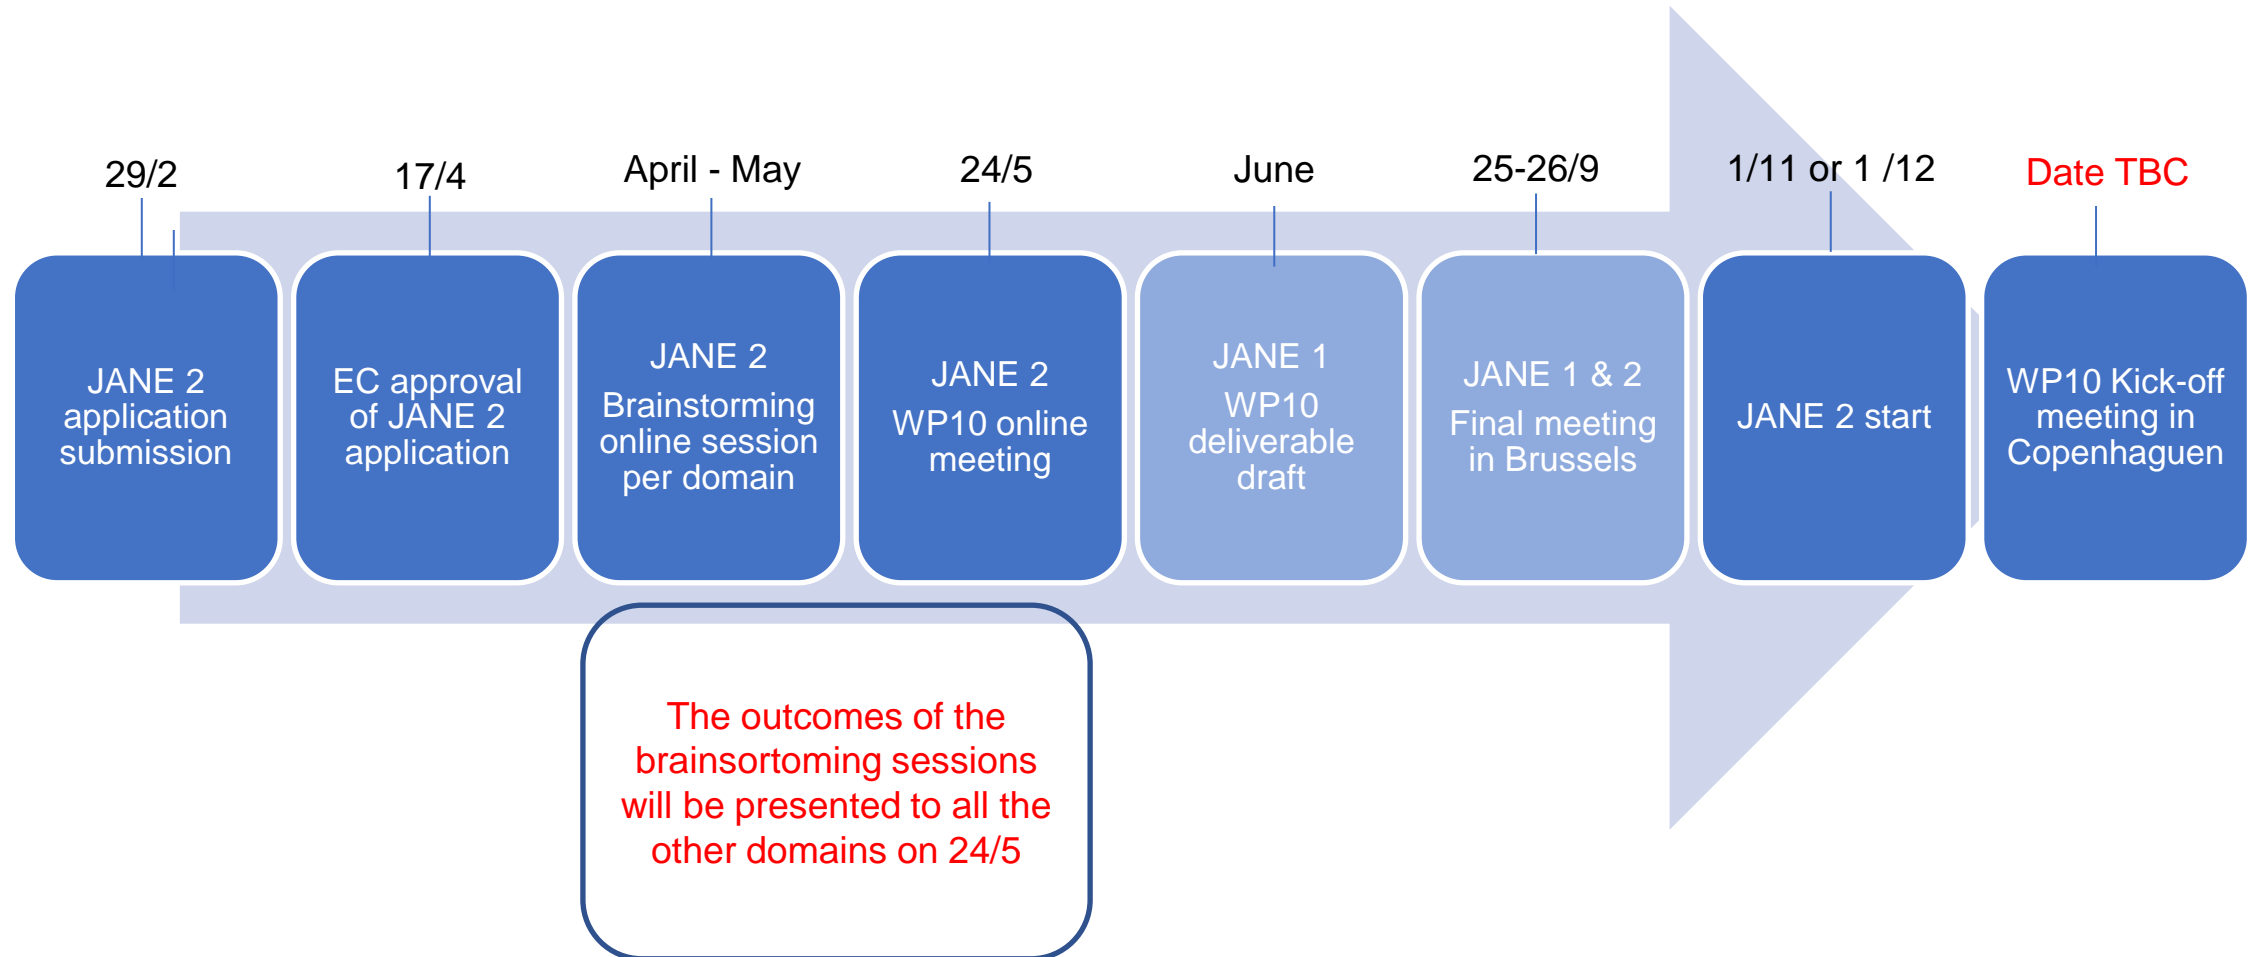 29/2
17/4
April - May
24/5
June
25-26/9
1/11 or 1 /12
Date TBC
JANE 2
application
submission
EC approval
of JANE 2
application
JANE 2
Brainstorming
online session
per domain
JANE 2
WP10 online
meeting
JANE 1
WP10
deliverable
draft
JANE 1 & 2
Final meeting
in Brussels
JANE 2 start
WP10 Kick-off
meeting in
Copenhaguen
The outcomes of the
brainsortoming sessions
will be presented to all the
other domains on 24/5